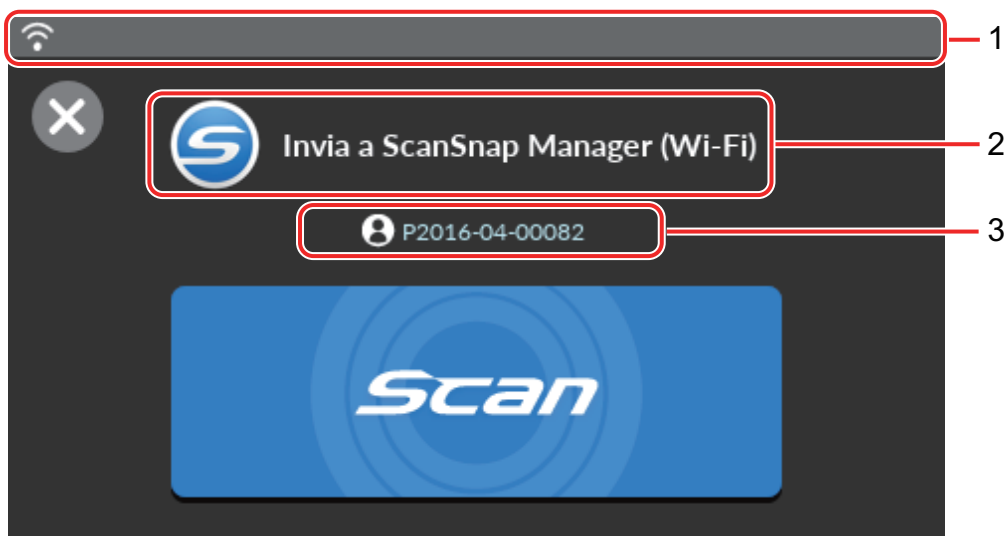 1
Invia a ScanSnap Manager (Wi-Fi)
2
P2016-04-00082
3
Scan